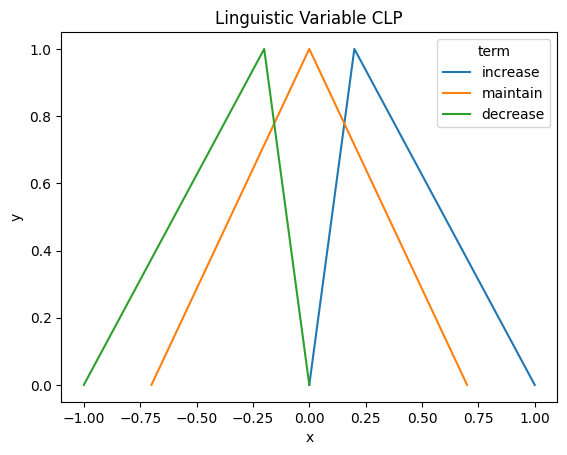 Linguistic Variable CLP
term
increase
maintain
decrease
y
1.0
0.8
0.6
0.4
0.2
0.0
−1.00 −0.75 −0.50 −0.25 0.00 0.25 0.50 0.75 1.00
x